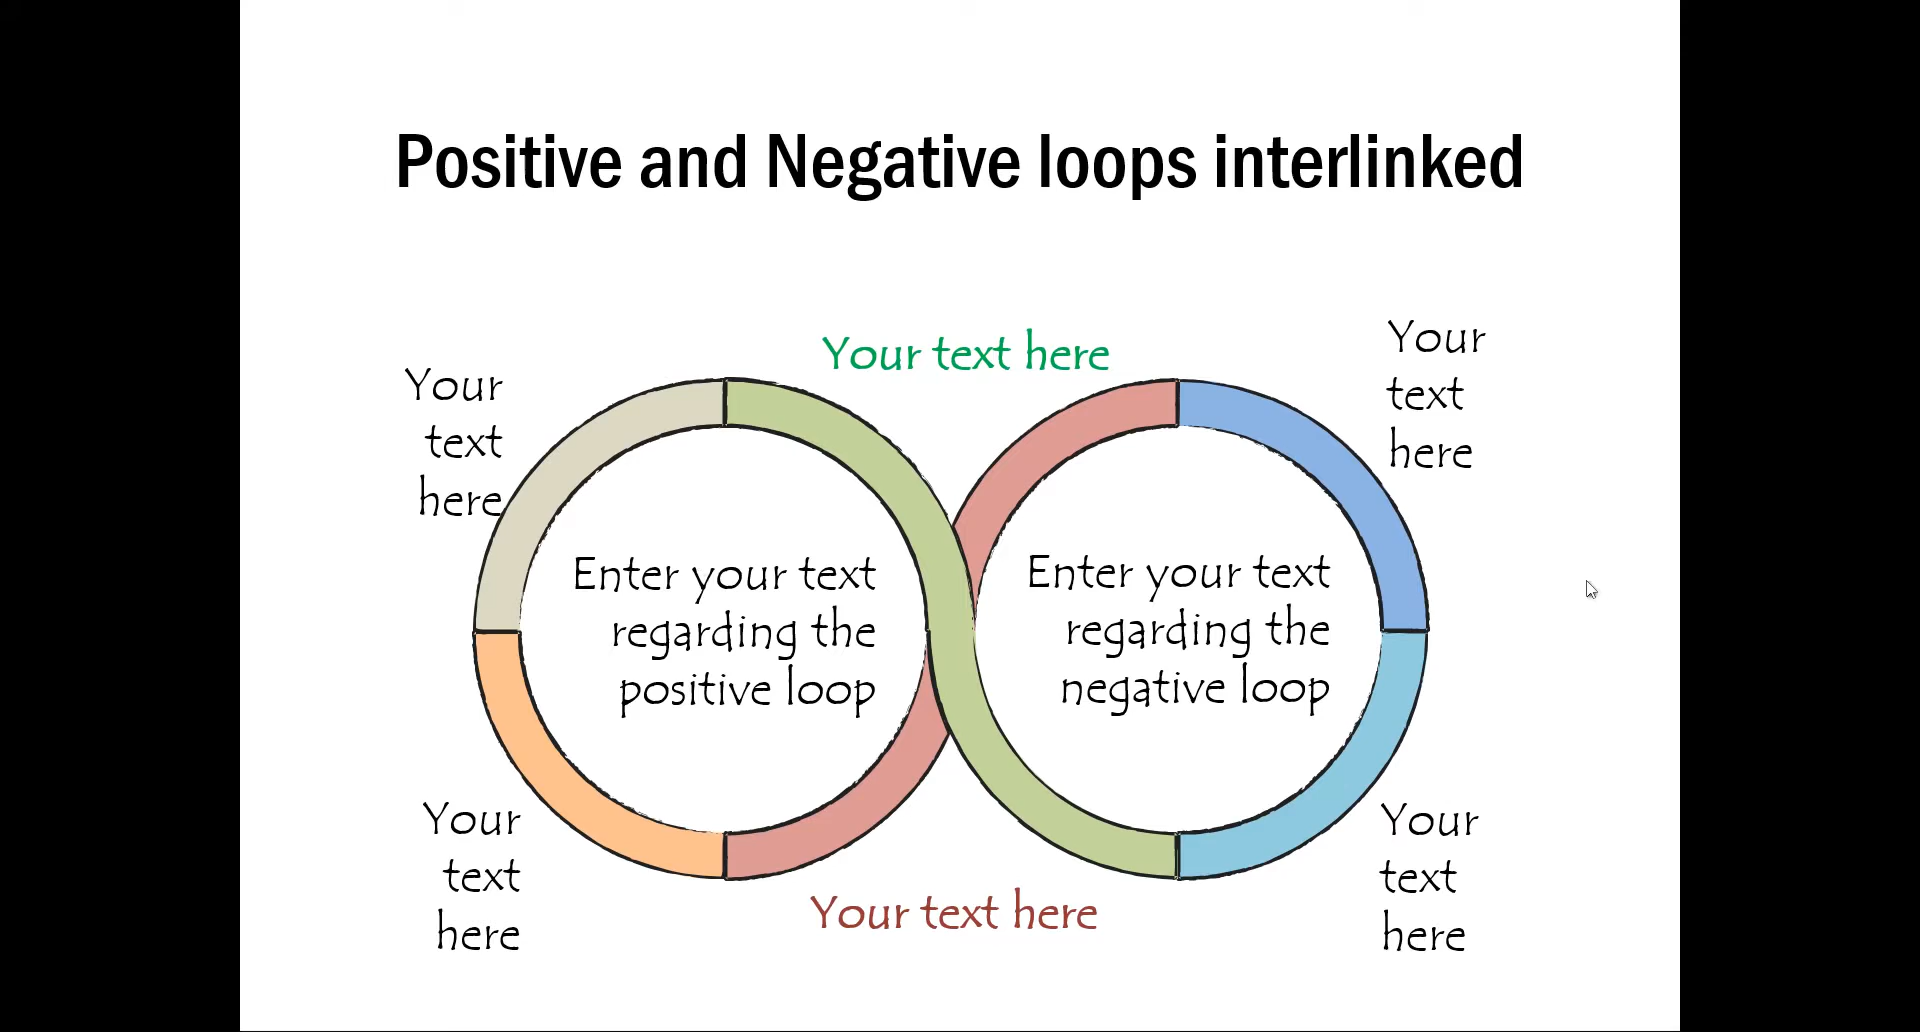 Positive and Negative loops interlinked
Your text here
Your
text
here
Your
text
here
Enter your text
regarding the
positive loop
Enter your text
regarding the
negative loop
Your
text
here
Your text here
Your
text
here